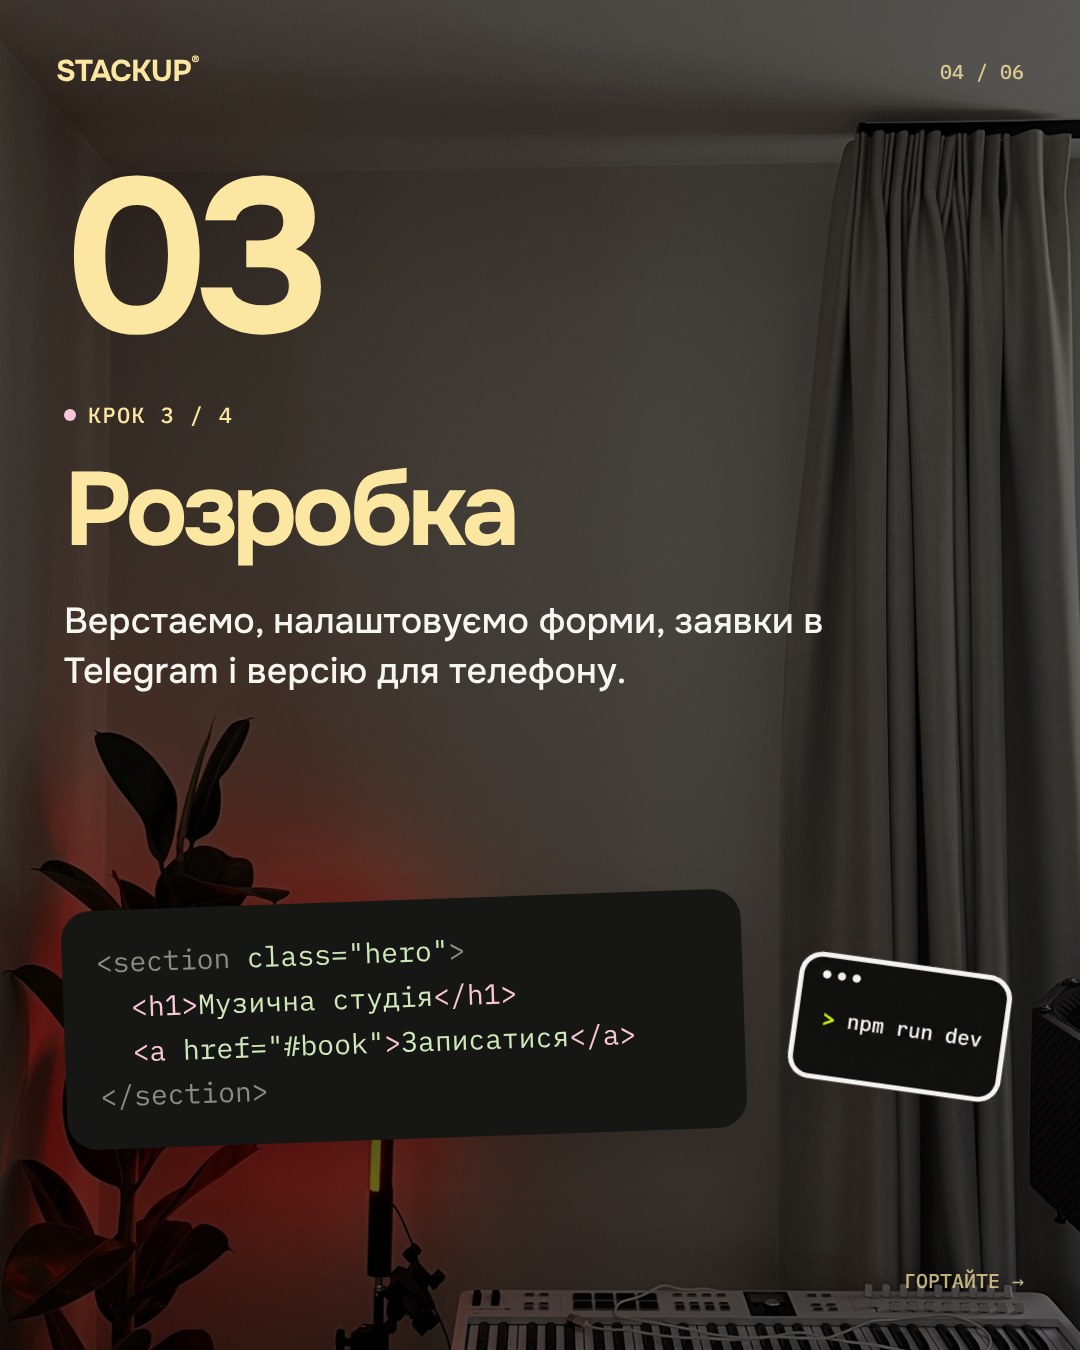 STACKUP®
04 / 06
03
КРОК 3 / 4
Розробка
Верстаємо, налаштовуємо форми, заявки в
Telegram і версію для телефону.
<section class="hero">
<h1>Музична студія</h1>
<a href="#book">Записатися</a>
</section>
> npm run dev
ГОРТАЙТЕ →